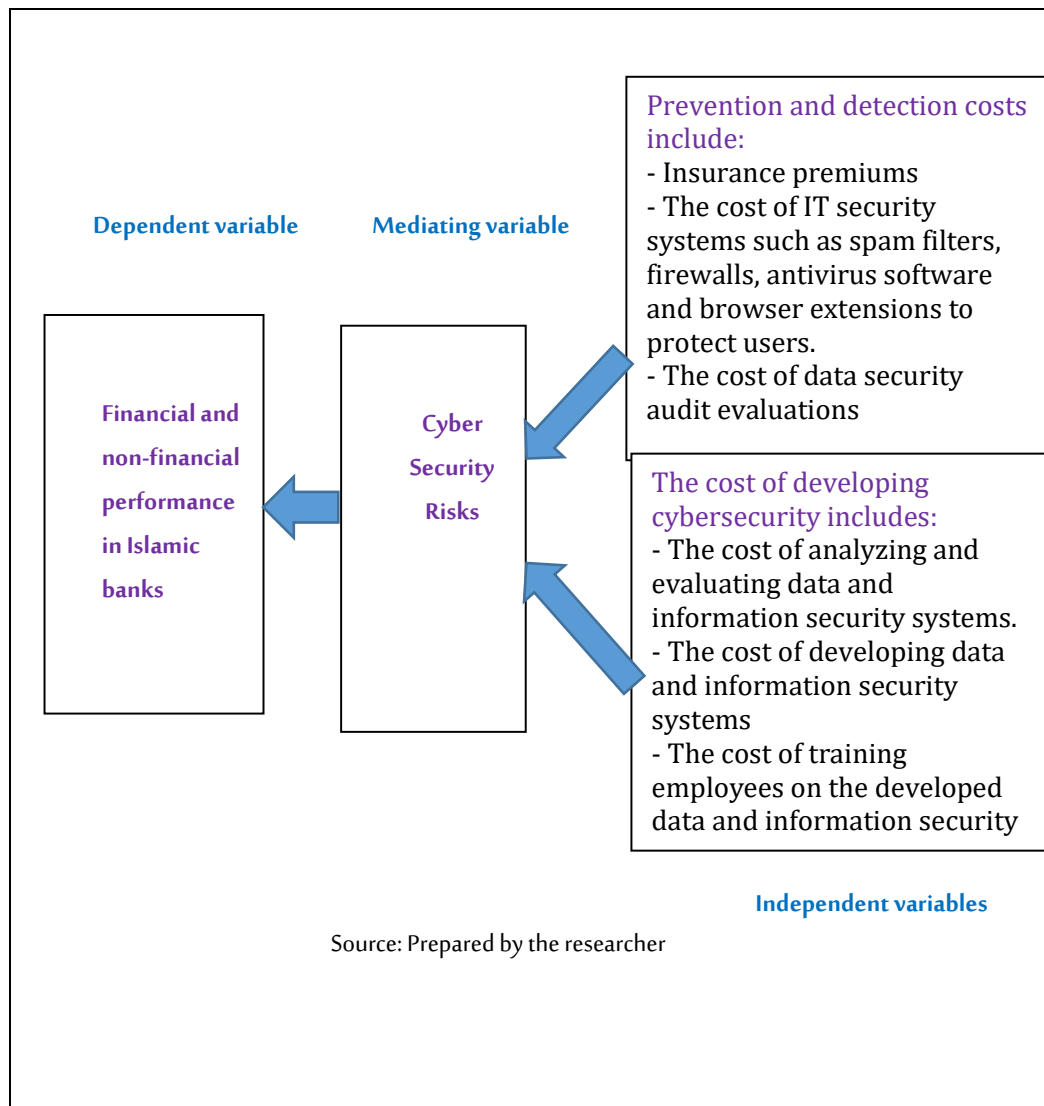 Prevention and detection costs
include:
- Insurance premiums
- The cost of IT security
systems such as spam filters,
firewalls, antivirus software
and browser extensions to
protect users.
- The cost of data security
audit evaluations
Dependent variable
Mediating variable
Financial and
non-financial
performance
in Islamic
banks
Cyber
Security
Risks
The cost of developing
cybersecurity includes:
- The cost of analyzing and
evaluating data and
information security systems.
- The cost of developing data
and information security
systems
- The cost of training
employees on the developed
data and information security
Independent variables
Source: Prepared by the researcher